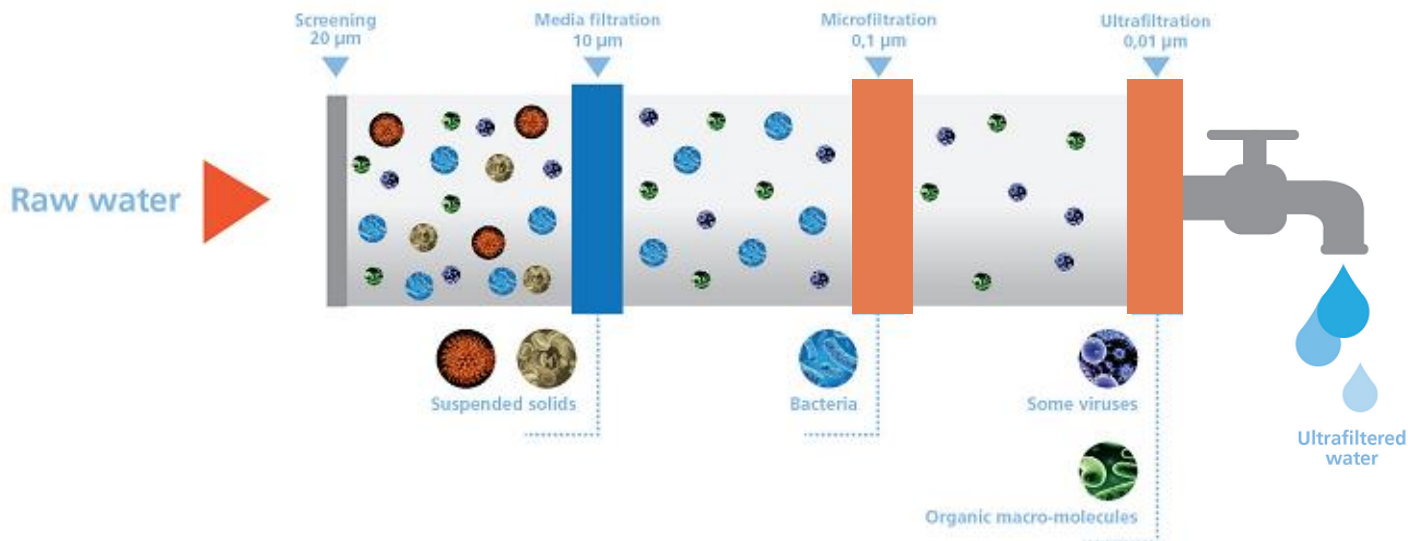 Screening
20 µm
Media filtration
10 µm
Microfiltration
0,1 µm
Ultrafiltration
0,01 µm
Raw water
Suspended solids
Bacteria
Some viruses
Organic macro-molecules
Ultrafiltered
water